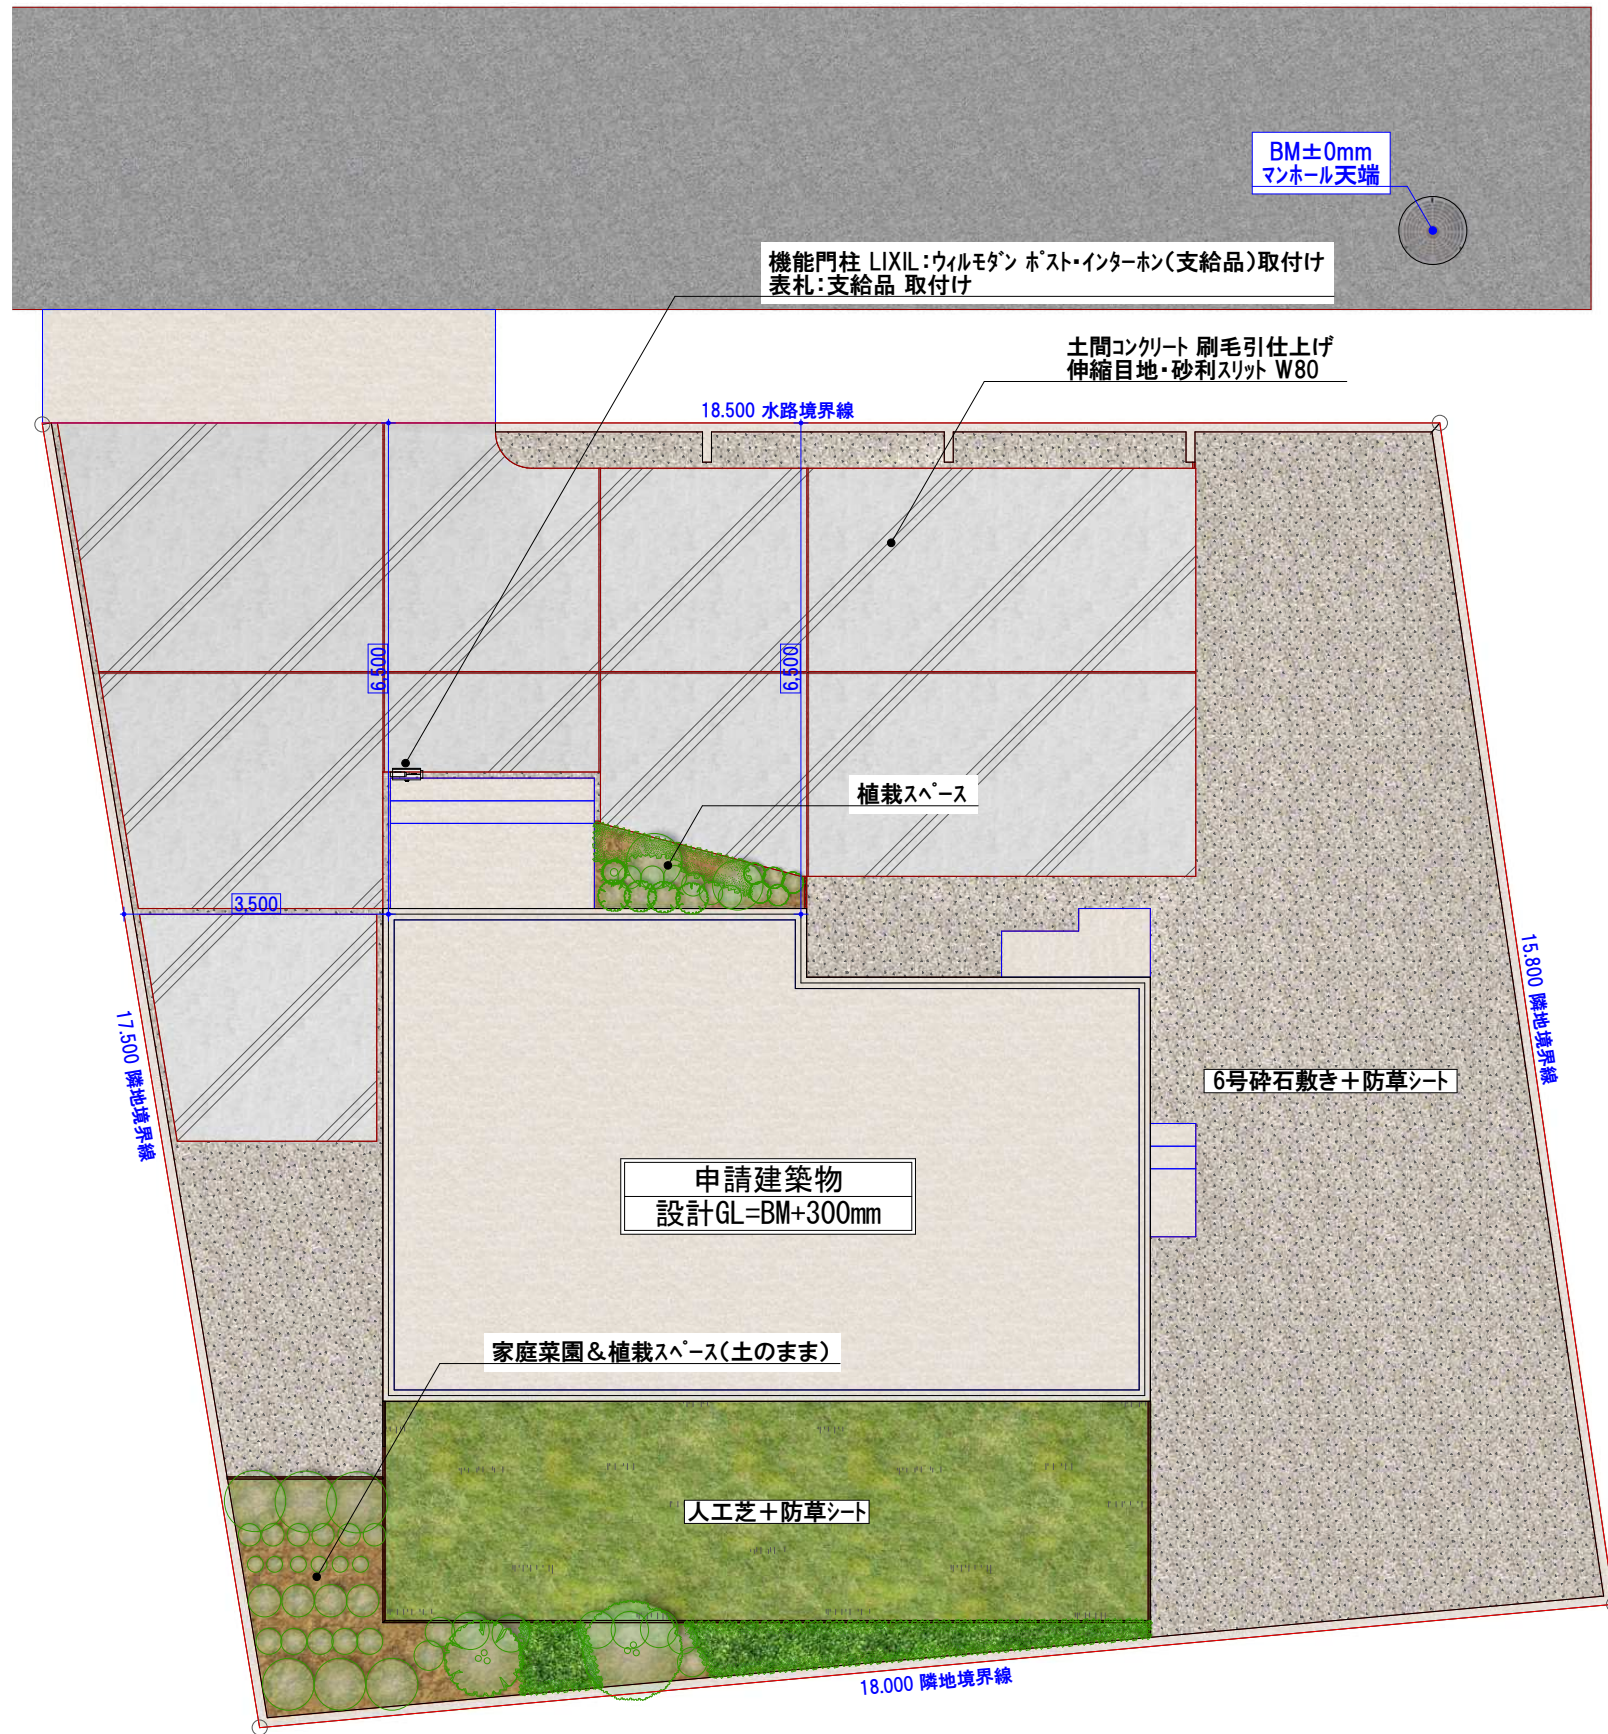 BM±0mm
マンホール天端
機能門柱 LIXIL:ウィルモダン ポスト・インターホン(支給品)取付け
表札:支給品 取付け
土間コンクリート 刷毛引仕上げ
伸縮目地・砂利スリット W80
18.500 水路境界線
6,500
6,500
植栽スペース
3,500
15.800 隣地境界線
17.500 隣地境界線
6号砕石敷き+防草シート
申請建築物
設計GL=BM+300mm
家庭菜園&植栽スペース(土のまま)
人工芝+防草シート
18.000 隣地境界線